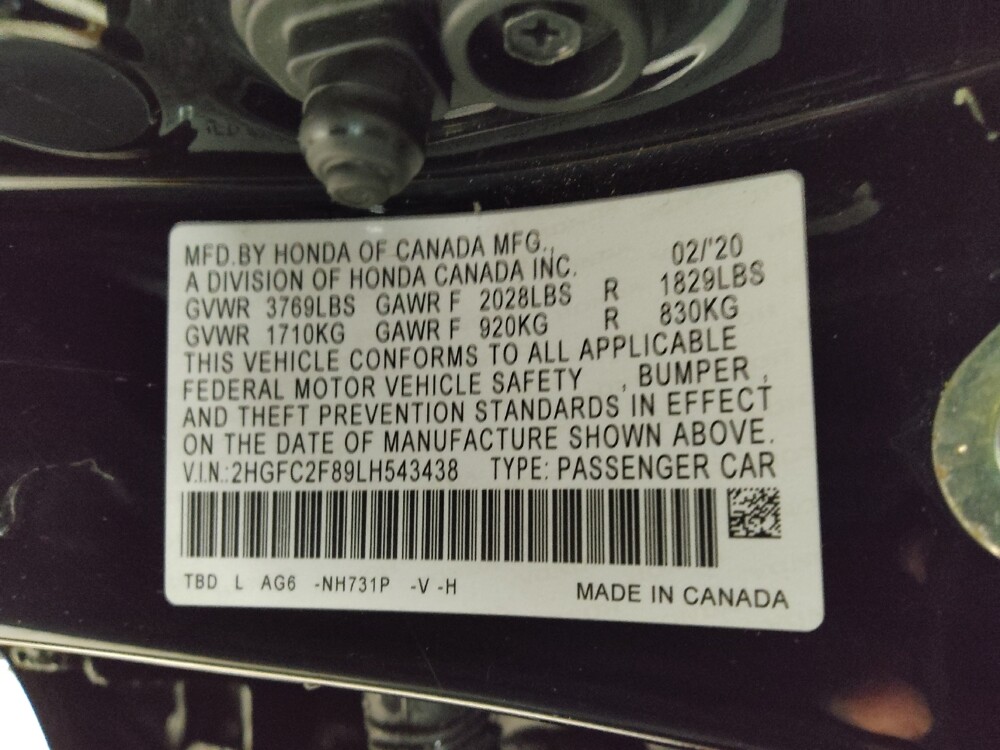 MFD.BY HONDA OF CANADA MFG., 02/'20
A DIVISION OF HONDA CANADA INC.
GVWR 3769LBS GAWR F 2028LBS R 1829LBS
GVWR 1710KG GAWR F 920KG R 830KG
THIS VEHICLE CONFORMS TO ALL APPLICABLE
FEDERAL MOTOR VEHICLE SAFETY , BUMPER ,
AND THEFT PREVENTION STANDARDS IN EFFECT
ON THE DATE OF MANUFACTURE SHOWN ABOVE.
V.I.N.:2HGFC2F89LH543438 TYPE: PASSENGER CAR
TBD L AG6 -NH731P -V -H MADE IN CANADA